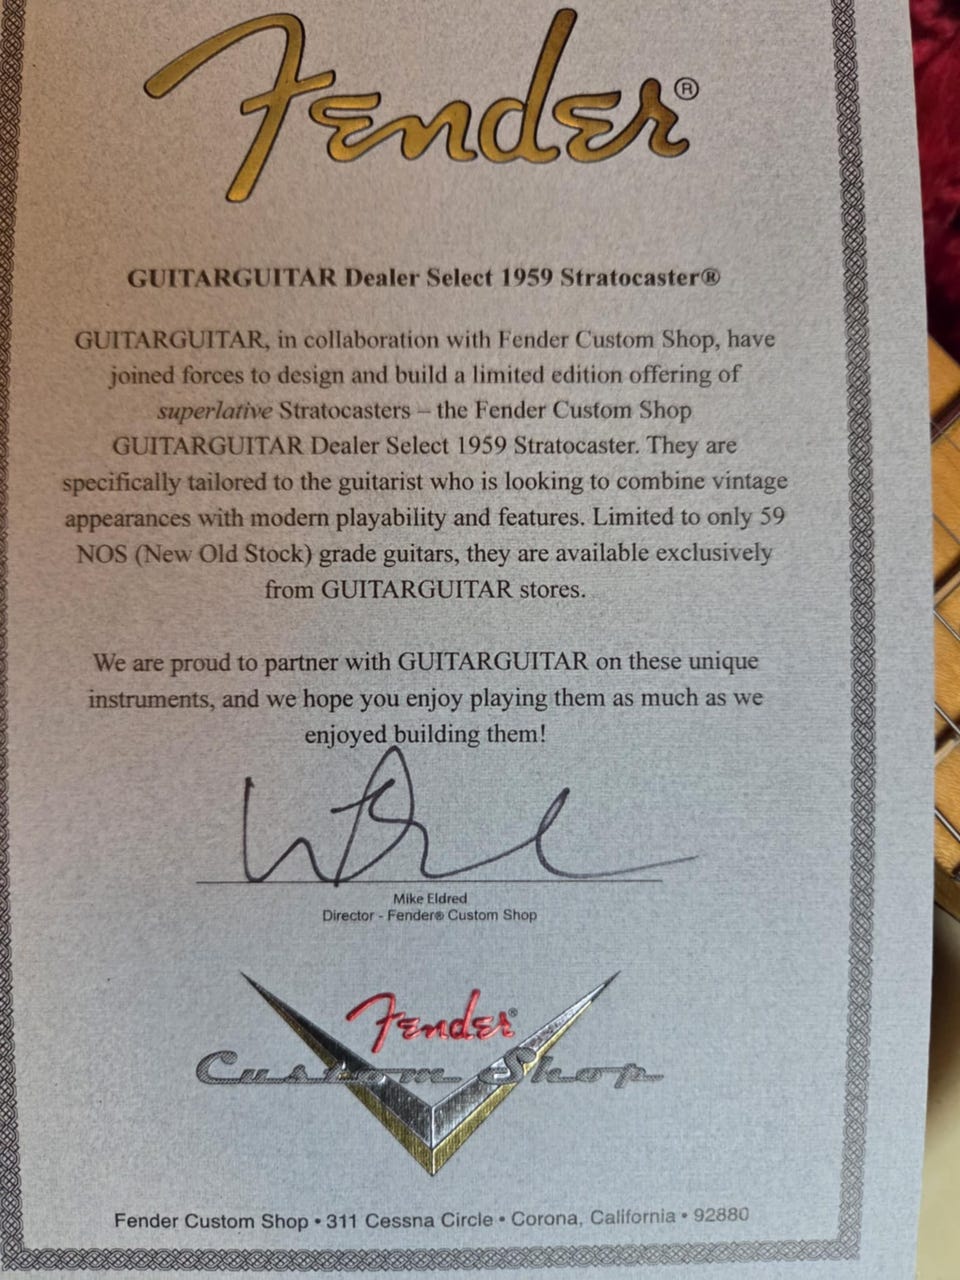 Fender®
GUITARGUITAR Dealer Select 1959 Stratocaster®
GUITARGUITAR, in collaboration with Fender Custom Shop, have
joined forces to design and build a limited edition offering of
superlative Stratocasters – the Fender Custom Shop
GUITARGUITAR Dealer Select 1959 Stratocaster. They are
specifically tailored to the guitarist who is looking to combine vintage
appearances with modern playability and features. Limited to only 59
NOS (New Old Stock) grade guitars, they are available exclusively
from GUITARGUITAR stores.
We are proud to partner with GUITARGUITAR on these unique
instruments, and we hope you enjoy playing them as much as we
enjoyed building them!
Mike Eldred
Director - Fender® Custom Shop
Fender®
Custom Shop
Fender Custom Shop • 311 Cessna Circle • Corona, California • 92880